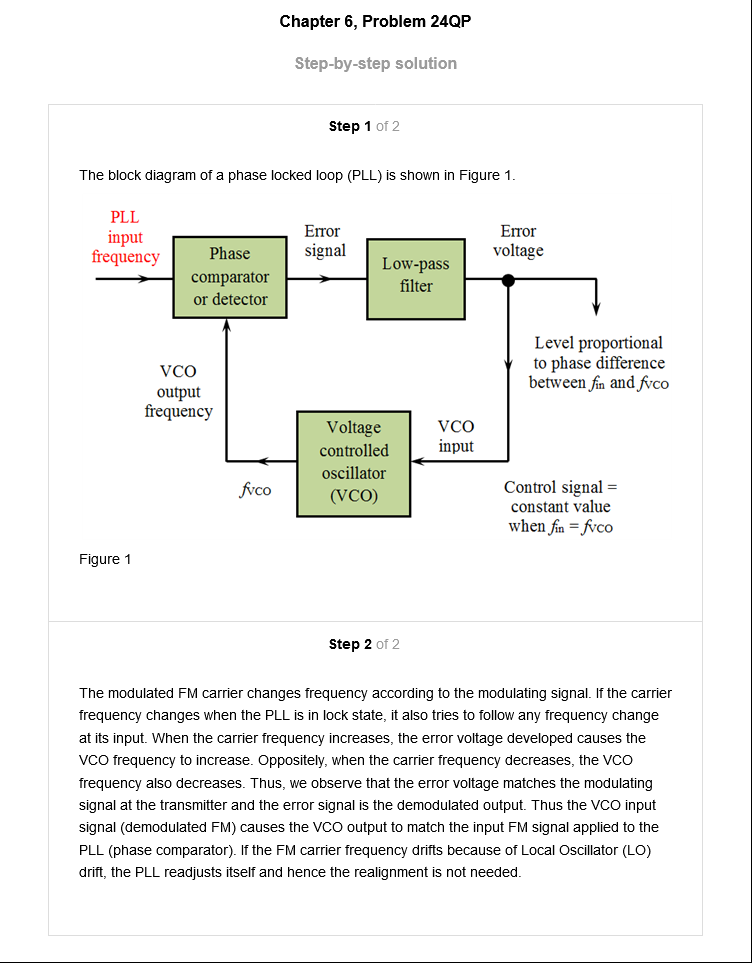 Chapter 6, Problem 24QP
Step-by-step solution
Step 1 of 2
The block diagram of a phase locked loop (PLL) is shown in Figure 1.
PLL
input
frequency
Phase
comparator
or detector
Error
signal
Low-pass
filter
Error
voltage
Level proportional
to phase difference
between fin and fVCO
VCO
output
frequency
Voltage
controlled
oscillator
(VCO)
VCO
input
fVCO
Control signal =
constant value
when fin = fVCO
Figure 1
Step 2 of 2
The modulated FM carrier changes frequency according to the modulating signal. If the carrier
frequency changes when the PLL is in lock state, it also tries to follow any frequency change
at its input. When the carrier frequency increases, the error voltage developed causes the
VCO frequency to increase. Oppositely, when the carrier frequency decreases, the VCO
frequency also decreases. Thus, we observe that the error voltage matches the modulating
signal at the transmitter and the error signal is the demodulated output. Thus the VCO input
signal (demodulated FM) causes the VCO output to match the input FM signal applied to the
PLL (phase comparator). If the FM carrier frequency drifts because of Local Oscillator (LO)
drift, the PLL readjusts itself and hence the realignment is not needed.